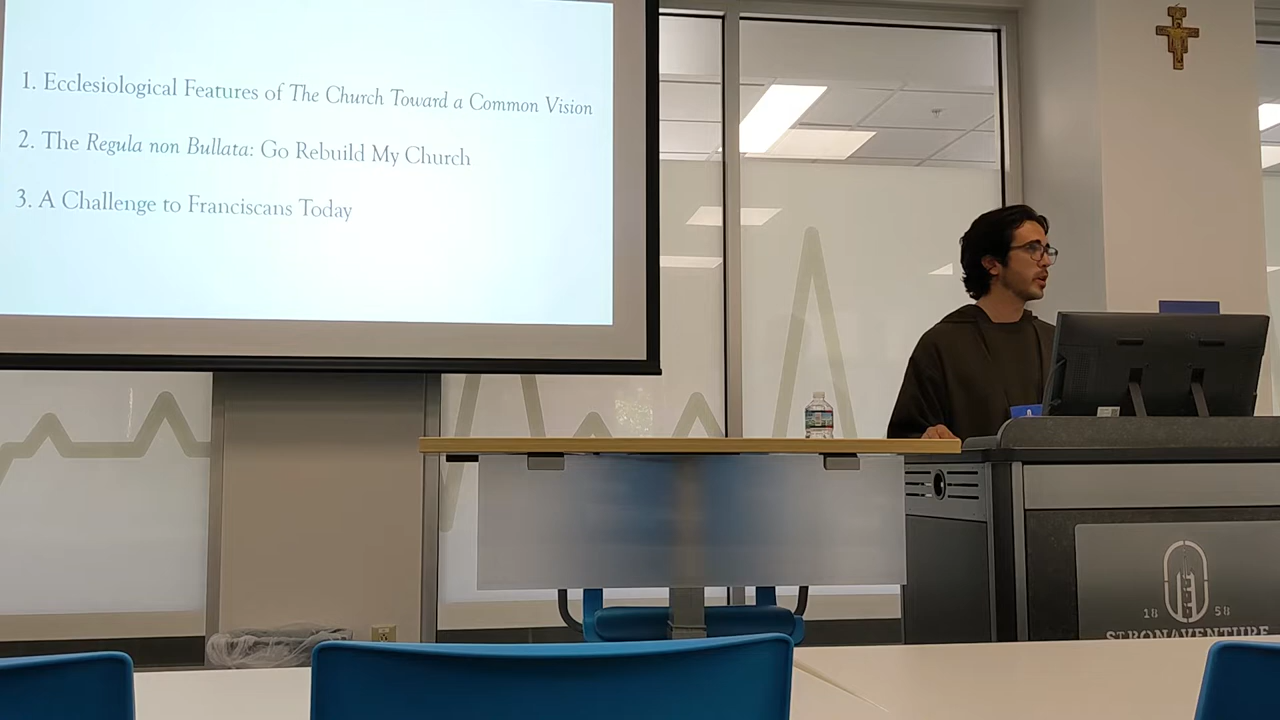 1. Ecclesiological Features of The Church Toward a Common Vision
2. The Regula non Bullata: Go Rebuild My Church
3. A Challenge to Franciscans Today
18 58
ST. BONAVENTURE